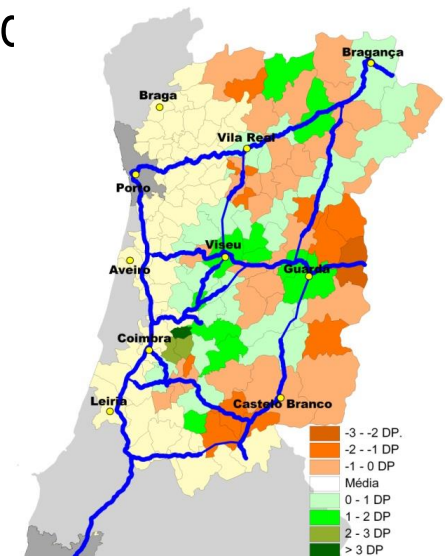 Bragança
Braga
Vila Real
Porto
Viseu
Aveiro
Guarda
Coimbra
Leiria
Castelo Branco
-3 - -2 DP.
-2 - -1 DP
-1 - 0 DP
Média
0 - 1 DP
1 - 2 DP
2 - 3 DP
> 3 DP